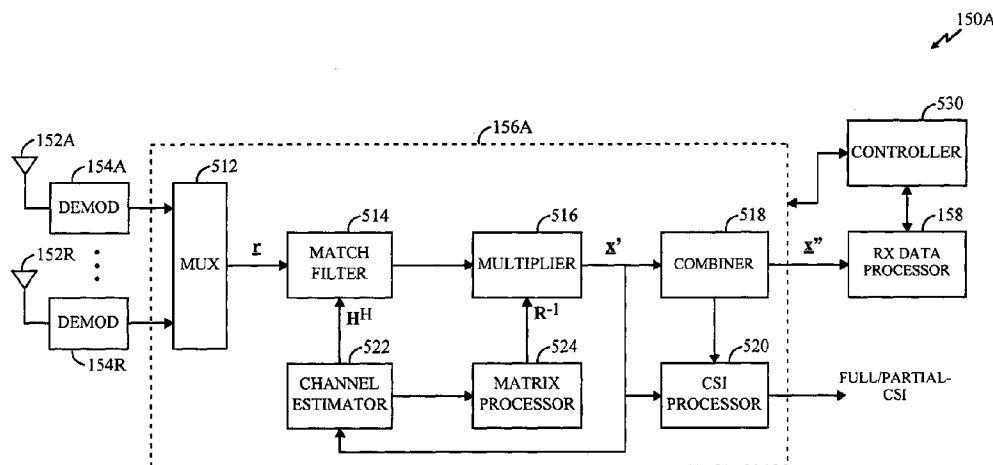 150A
530
CONTROLLER
156A
152A
154A
DEMOD
512
MUX
514
MATCH
FILTER
516
MULTIPLIER
518
COMBINER
158
RX DATA
PROCESSOR
r
x'
x"
152R
DEMOD
154R
H^H
R^-1
522
CHANNEL
ESTIMATOR
524
MATRIX
PROCESSOR
520
CSI
PROCESSOR
FULL/PARTIAL-
CSI